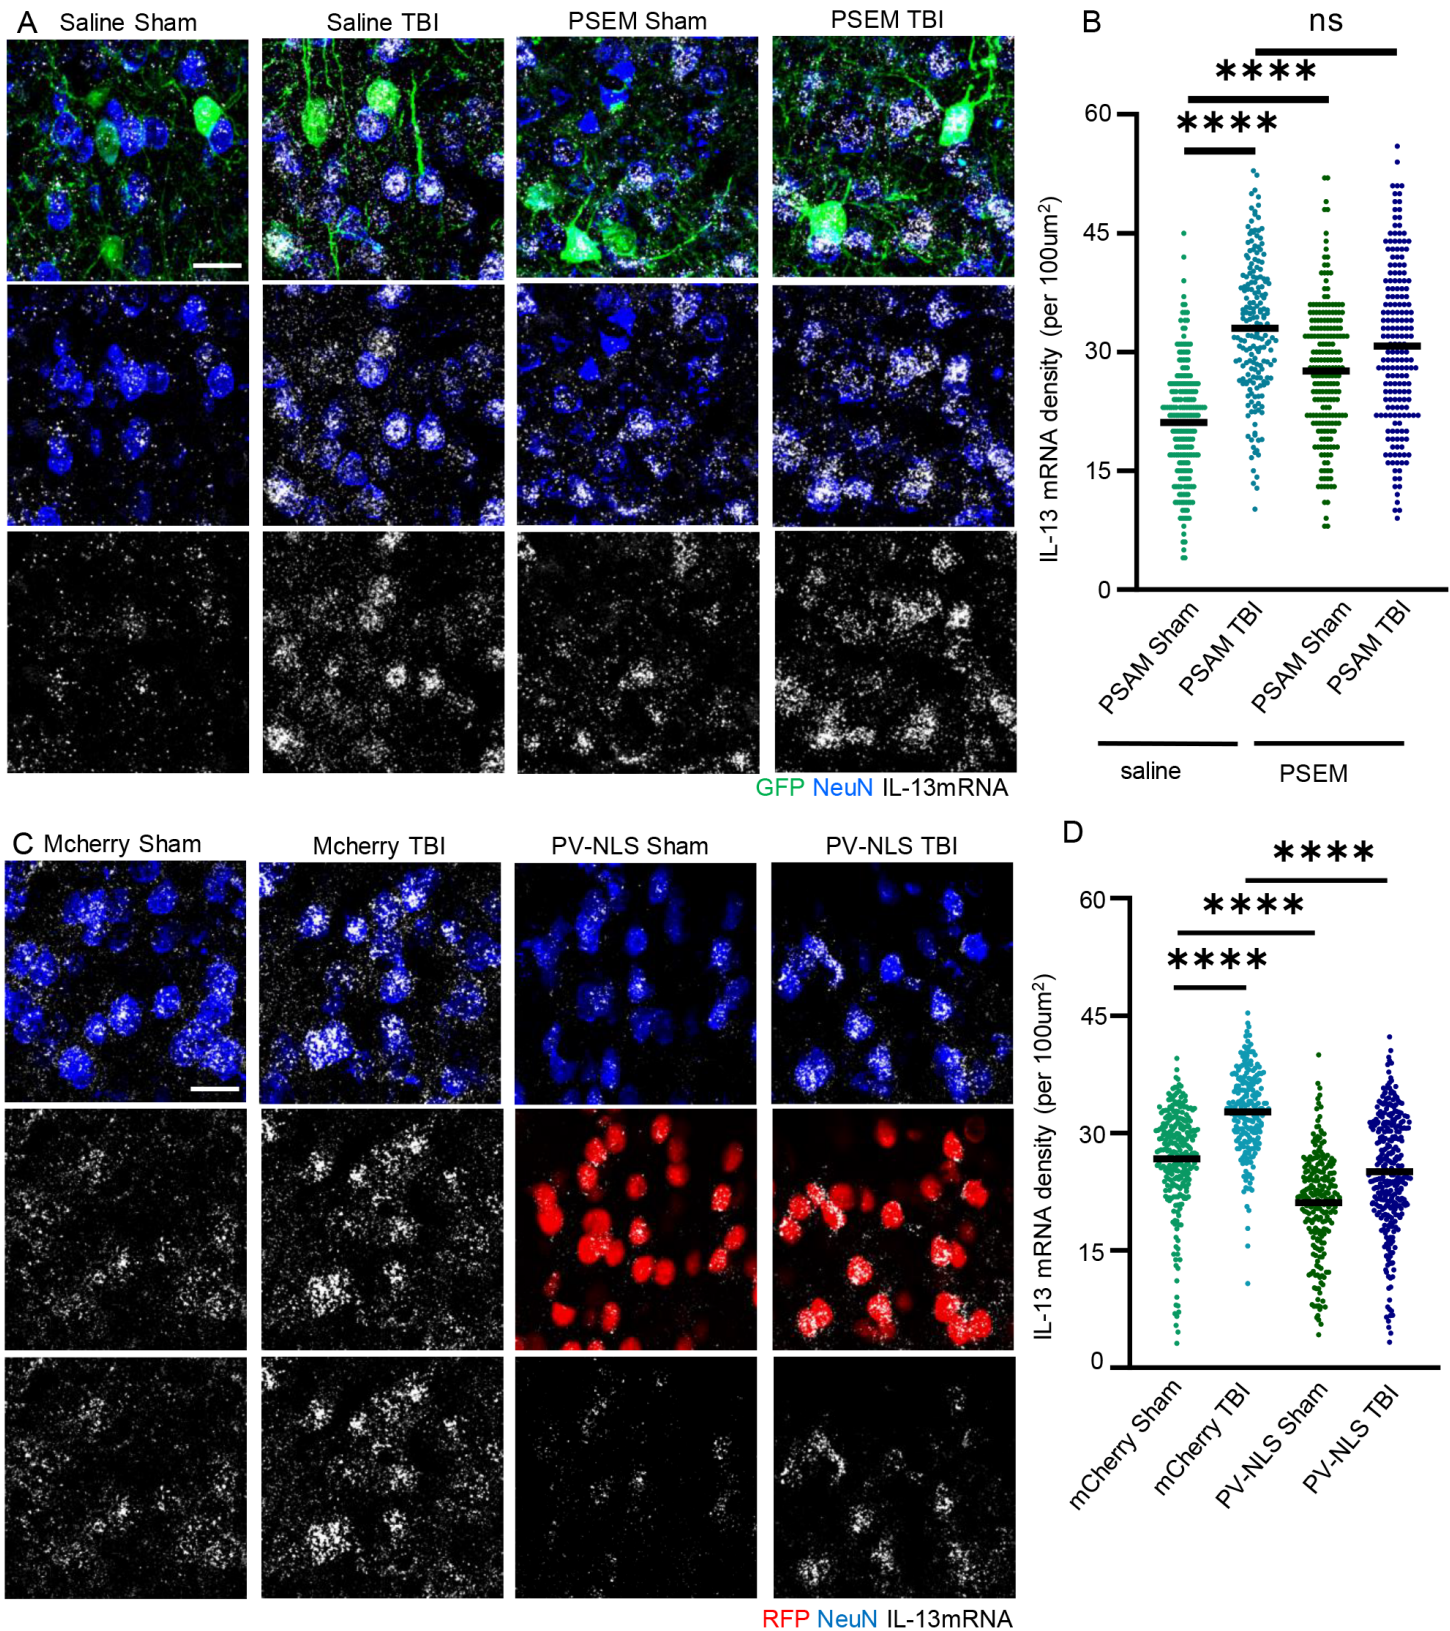 A
Saline Sham
Saline TBI
PSEM Sham
PSEM TBI
GFP NeuN IL-13mRNA
B
ns
****
****
60
45
30
15
0
IL-13 mRNA density (per 100um²)
PSAM Sham
PSAM TBI
PSAM Sham
PSAM TBI
saline
PSEM
C
Mcherry Sham
Mcherry TBI
PV-NLS Sham
PV-NLS TBI
RFP NeuN IL-13mRNA
D
****
****
****
60
45
30
15
0
IL-13 mRNA density (per 100um²)
mCherry Sham
mCherry TBI
PV-NLS Sham
PV-NLS TBI